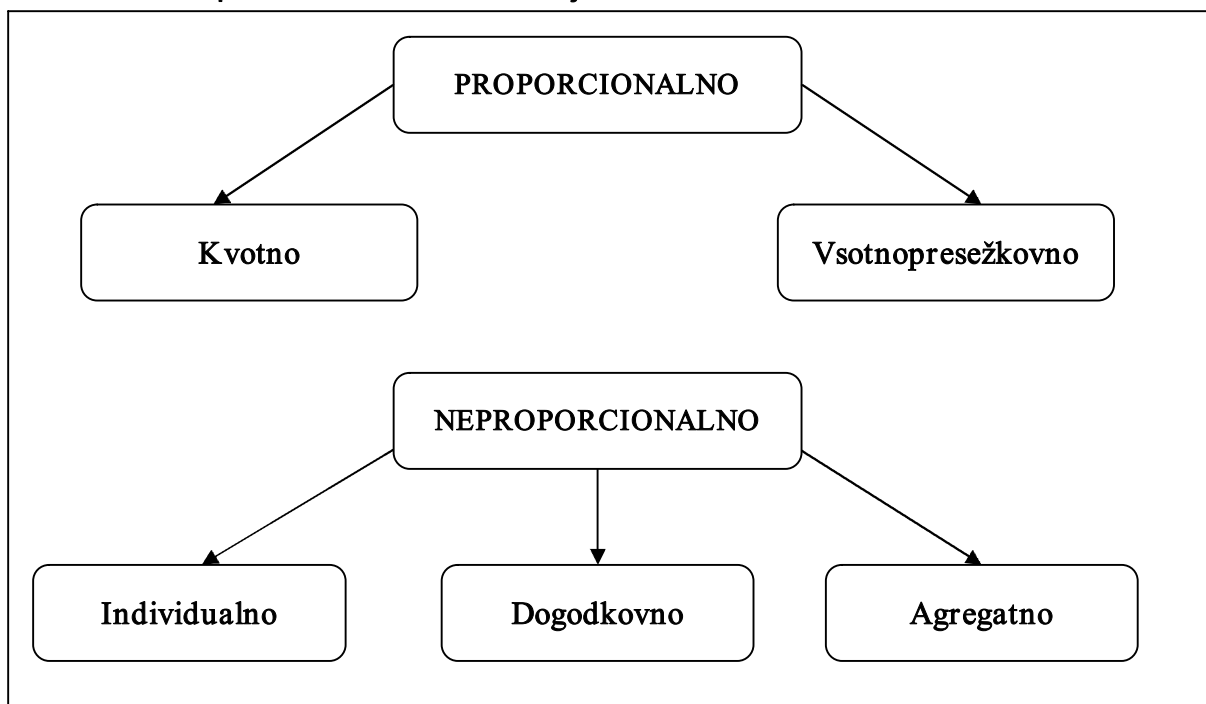 PROPORCIONALNO
Kvotno
Vsotnopresežkovno
NEPROPORCIONALNO
Individualno
Dogodkovno
Agregatno